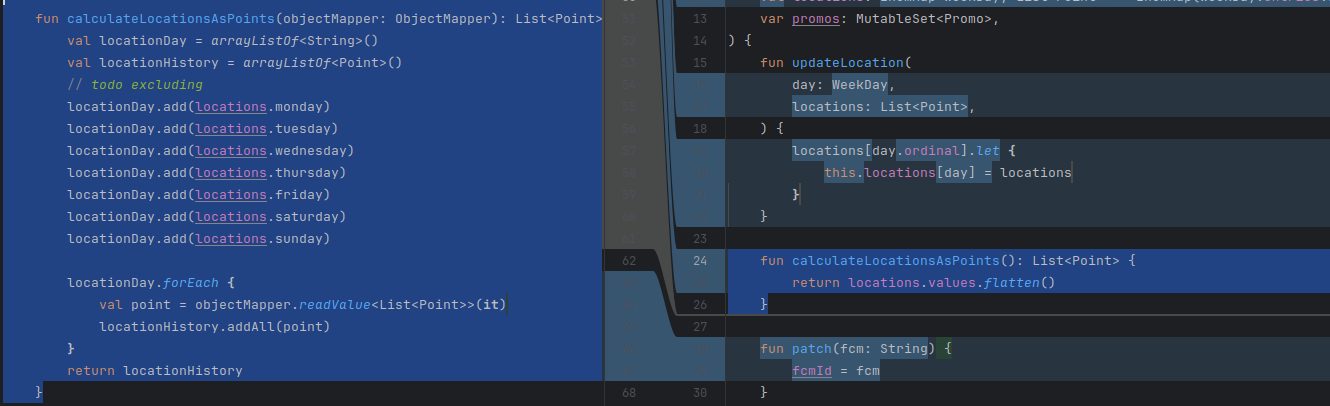 fun calculateLocationsAsPoints(objectMapper: ObjectMapper): List<Point>
val locationDay = arrayListOf<String>()
val locationHistory = arrayListOf<Point>()
// todo excluding
locationDay.add(locations.monday)
locationDay.add(locations.tuesday)
locationDay.add(locations.wednesday)
locationDay.add(locations.thursday)
locationDay.add(locations.friday)
locationDay.add(locations.saturday)
locationDay.add(locations.sunday)
locationDay.forEach {
val point = objectMapper.readValue<List<Point>>(it)
locationHistory.addAll(point)
}
return locationHistory
}
62
68
13 var promos: MutableSet<Promo>,
14 ) {
15 fun updateLocation(
day: WeekDay,
locations: List<Point>,
18 ) {
locations[day.ordinal].let {
this.locations[day] = locations
}
}
23
24 fun calculateLocationsAsPoints(): List<Point> {
return locations.values.flatten()
26 }
27
fun patch(fcm: String) {
fcmId = fcm
30 }